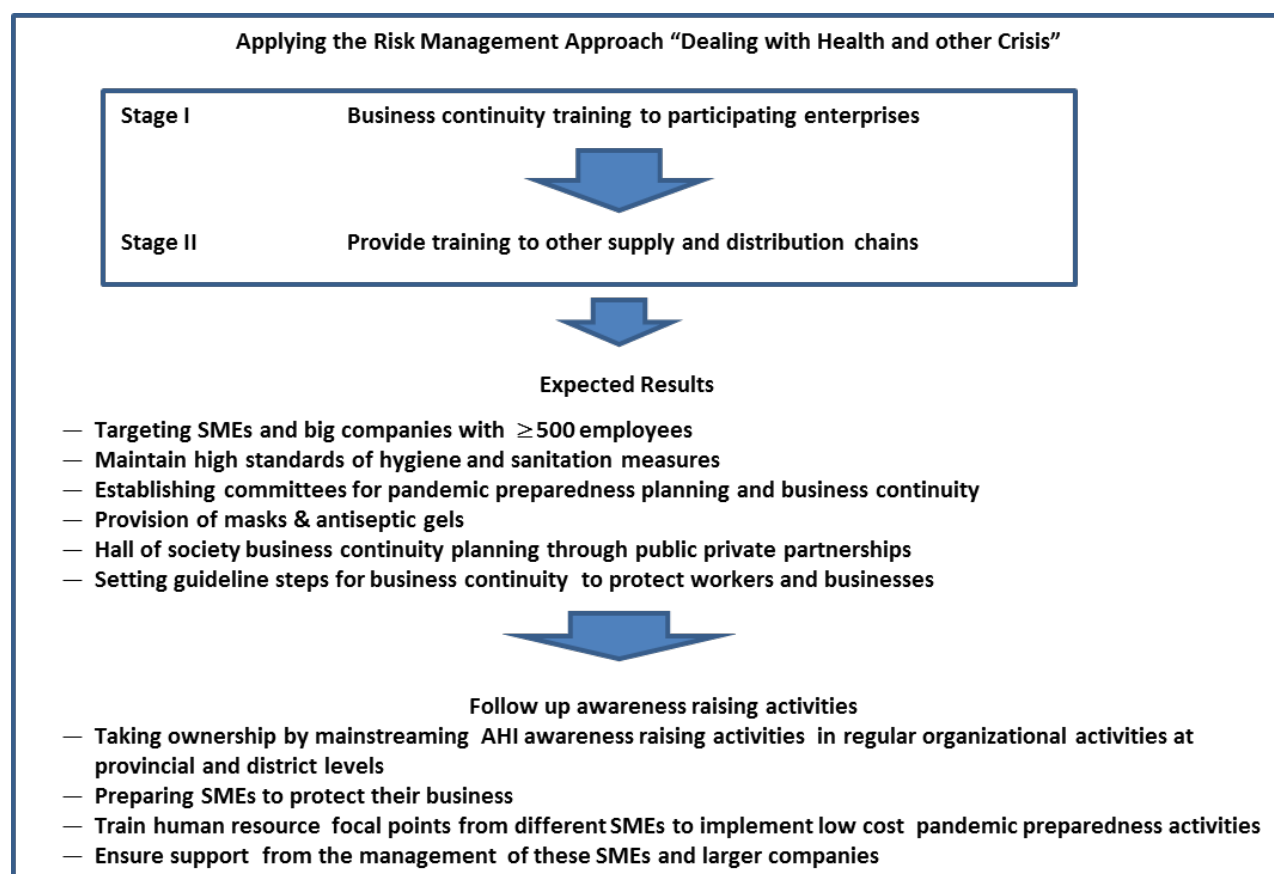 Applying the Risk Management Approach “Dealing with Health and other Crisis”
Stage I Business continuity training to participating enterprises
Stage II Provide training to other supply and distribution chains
Expected Results
— Targeting SMEs and big companies with ≥500 employees
— Maintain high standards of hygiene and sanitation measures
— Establishing committees for pandemic preparedness planning and business continuity
— Provision of masks & antiseptic gels
— Hall of society business continuity planning through public private partnerships
— Setting guideline steps for business continuity to protect workers and businesses
Follow up awareness raising activities
— Taking ownership by mainstreaming AHI awareness raising activities in regular organizational activities at
provincial and district levels
— Preparing SMEs to protect their business
— Train human resource focal points from different SMEs to implement low cost pandemic preparedness activities
— Ensure support from the management of these SMEs and larger companies